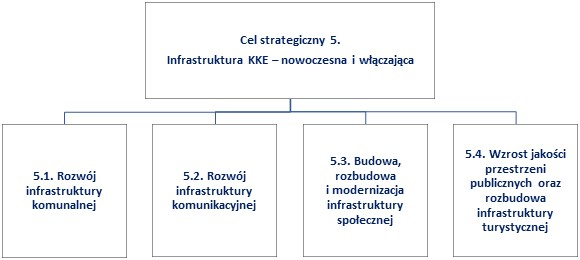 Cel strategiczny 5.
Infrastruktura KKE – nowoczesna i włączająca
5.1. Rozwój
infrastruktury
komunalnej
5.2. Rozwój
infrastruktury
komunikacyjnej
5.3. Budowa,
rozbudowa
i modernizacja
infrastruktury
społecznej
5.4. Wzrost jakości
przestrzeni
publicznych oraz
rozbudowa
infrastruktury
turystycznej